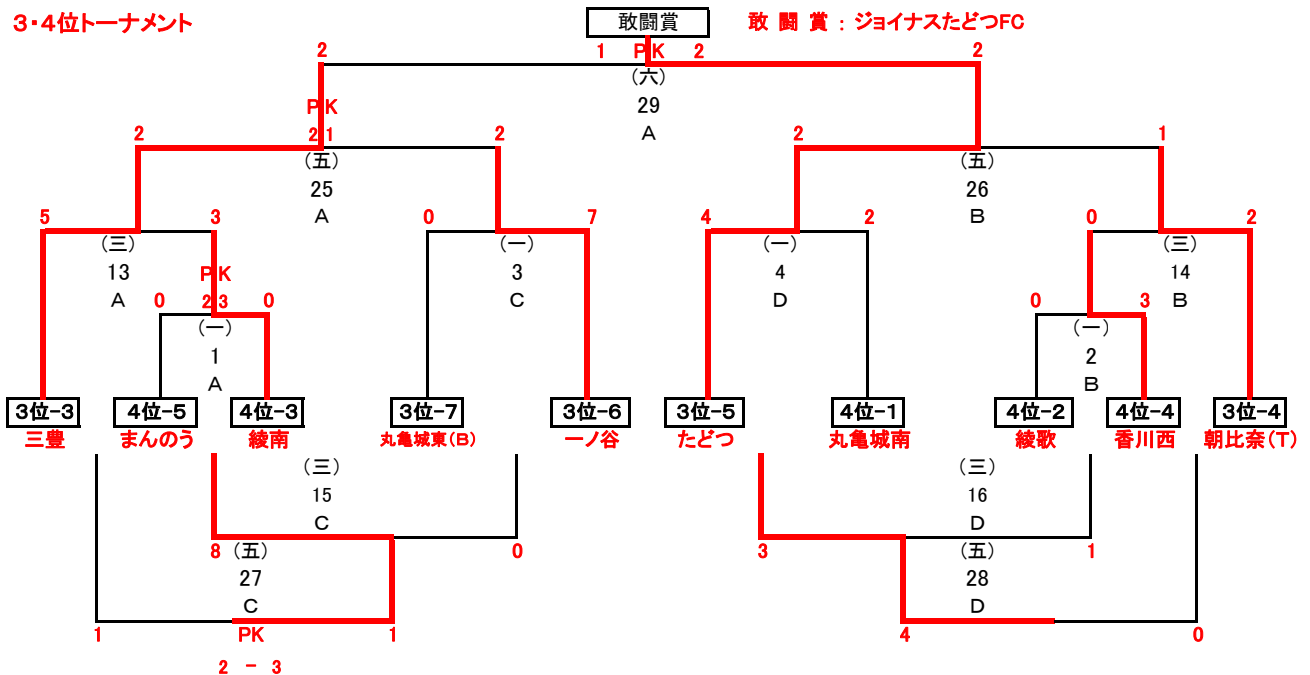 3・4位トーナメント
敢闘賞
敢 闘 賞 : ジョイナスたどつFC
2
1 PK 2
2
(六)
29
A
PK
2
2 1
2
2
1
(五)
25
A
(五)
26
B
5
3
0
7
4
2
0
2
(三)
13
A
(一)
3
C
(一)
4
D
(三)
14
B
PK
0
2 3
0
0
3
(一)
1
A
(一)
2
B
3位-3
4位-5
4位-3
3位-7
3位-6
3位-5
4位-1
4位-2
4位-4
3位-4
三豊
まんのう
綾南
丸亀城東(B)
一ノ谷
たどつ
丸亀城南
綾歌
香川西
朝比奈(T)
(三)
15
C
(三)
16
D
8
(五)
0
3
(五)
1
27
C
28
D
1
PK
1
4
0
2 - 3